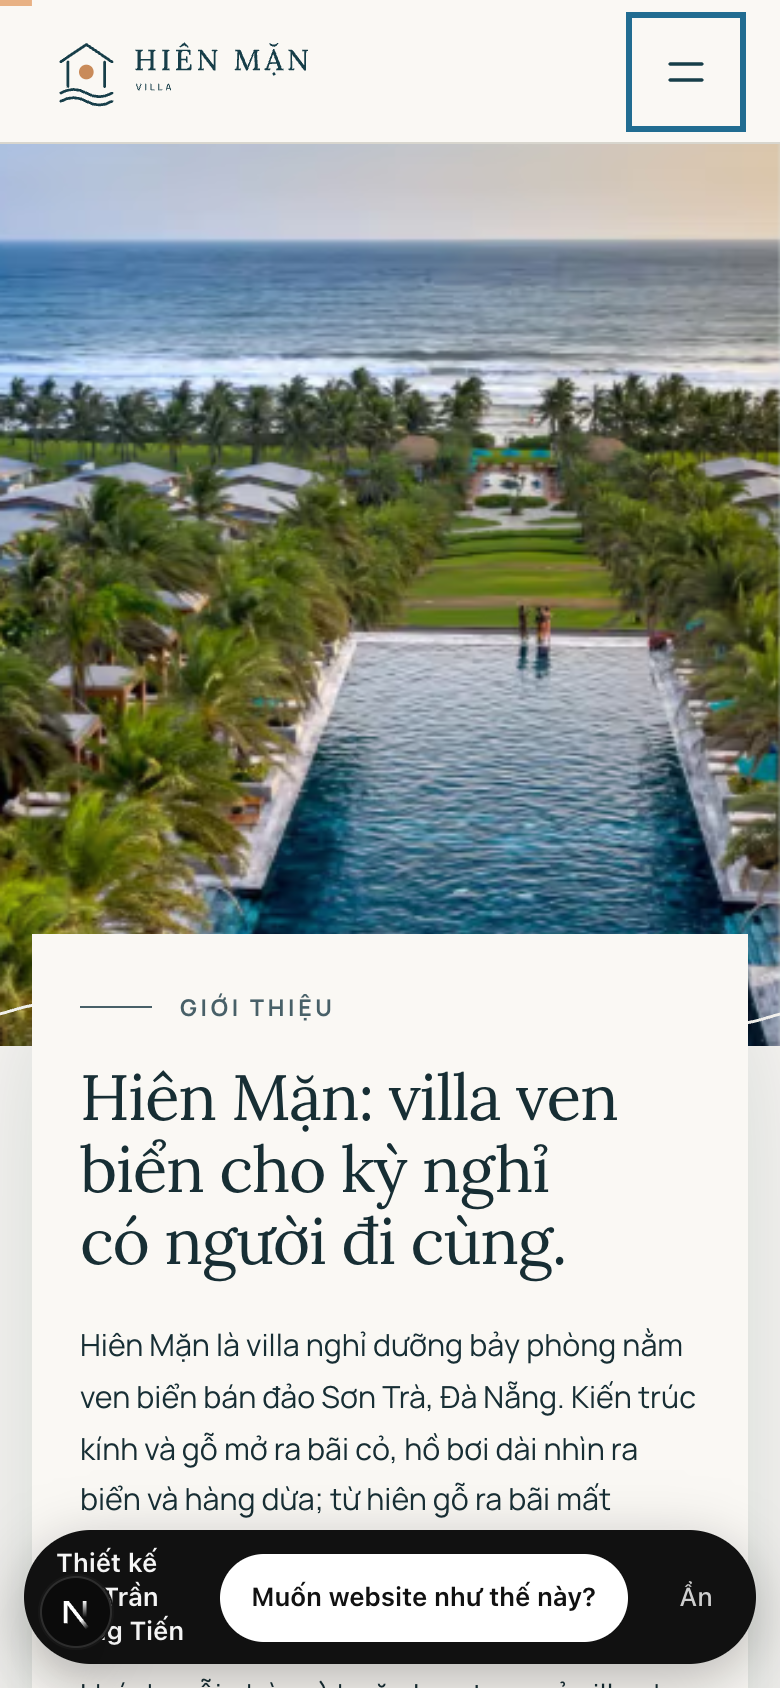 HIÊN MẶN
VILLA
GIỚI THIỆU
Hiên Mặn: villa ven
biển cho kỳ nghỉ
có người đi cùng.
Hiên Mặn là villa nghỉ dưỡng bảy phòng nằm
ven biển bán đảo Sơn Trà, Đà Nẵng. Kiến trúc
kính và gỗ mở ra bãi cỏ, hồ bơi dài nhìn ra
biển và hàng dừa; từ hiên gỗ ra bãi mất
Thiết kế
Trần
Tiến
Muốn website như thế này?
Ẩn
N